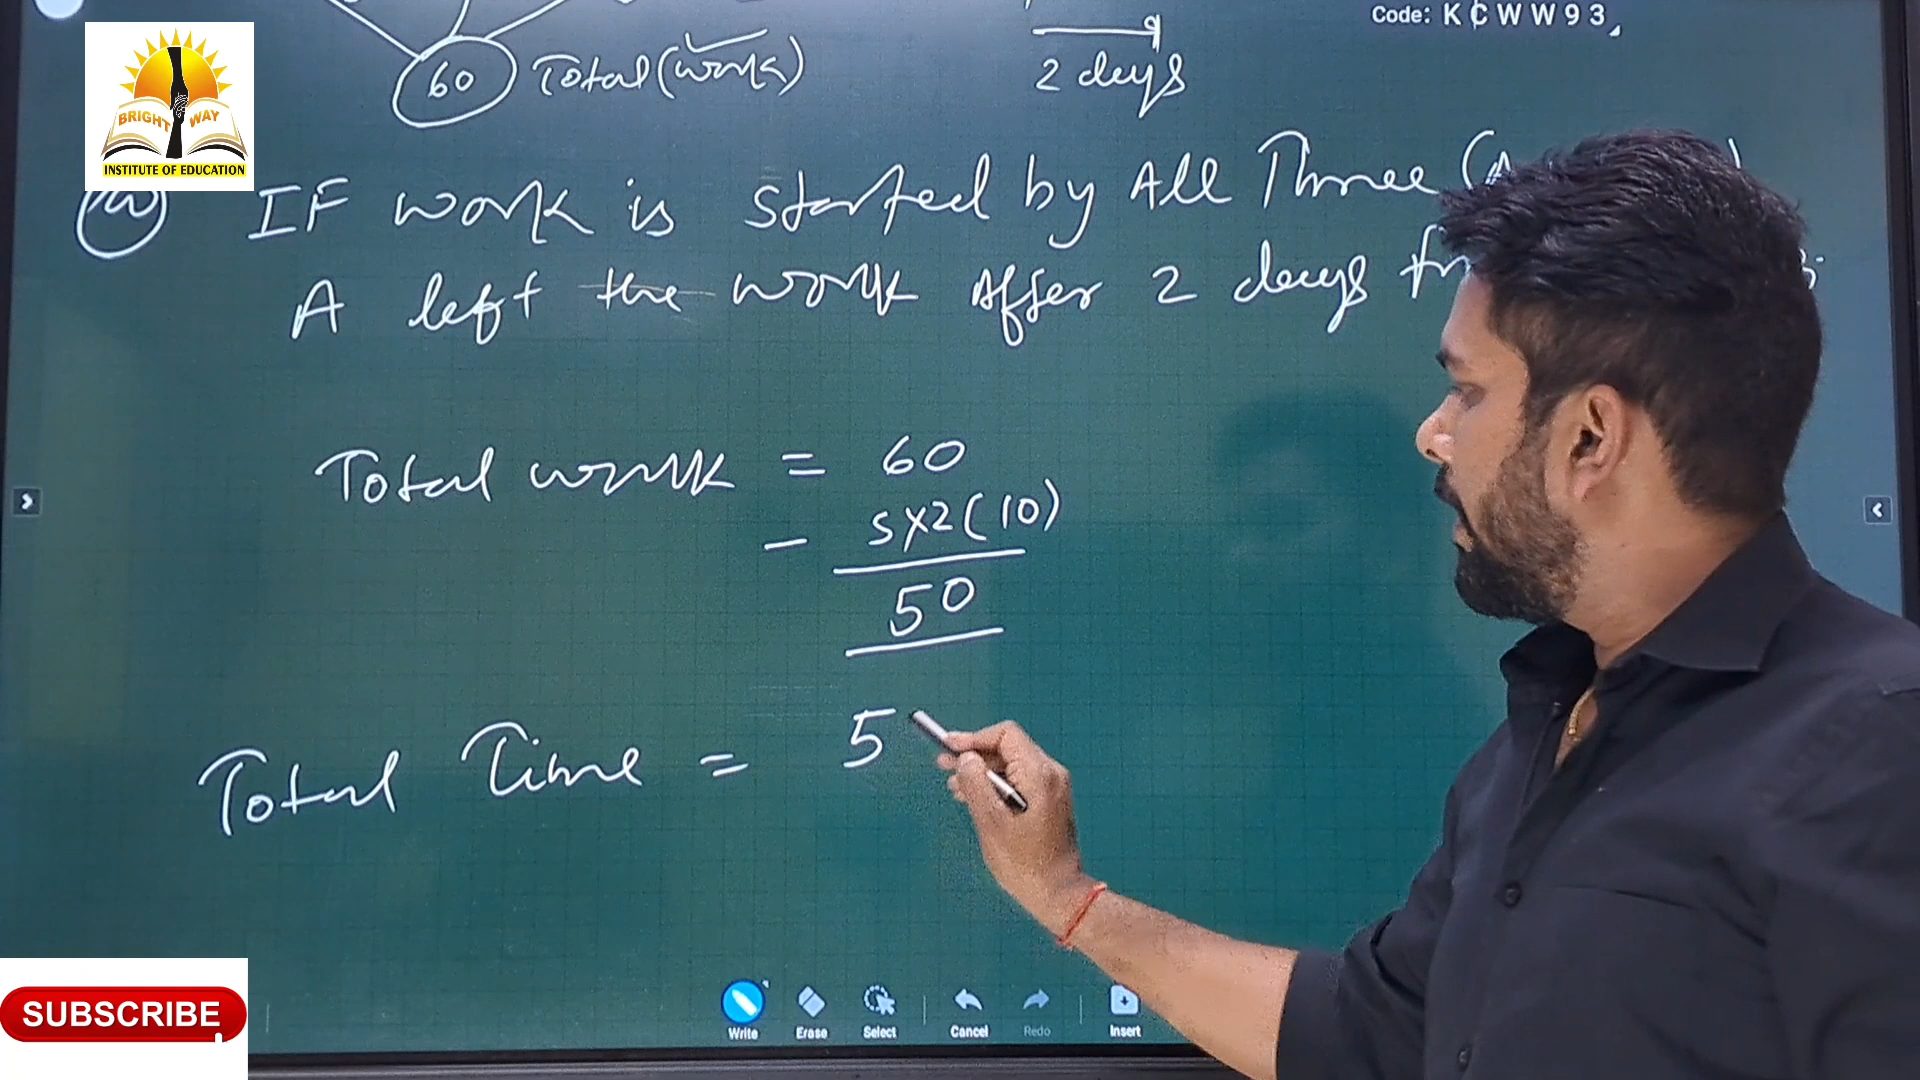 Code: KCWW93
60 Total (work)
2 days
BRIGHT WAY
INSTITUTE OF EDUCATION
IF work is started by All Three (A
A left the work After 2 days
Total work = 60
- 5x2 (10)
50
Total Time = 5
SUBSCRIBE
Write Erase Select Cancel Redo Insert